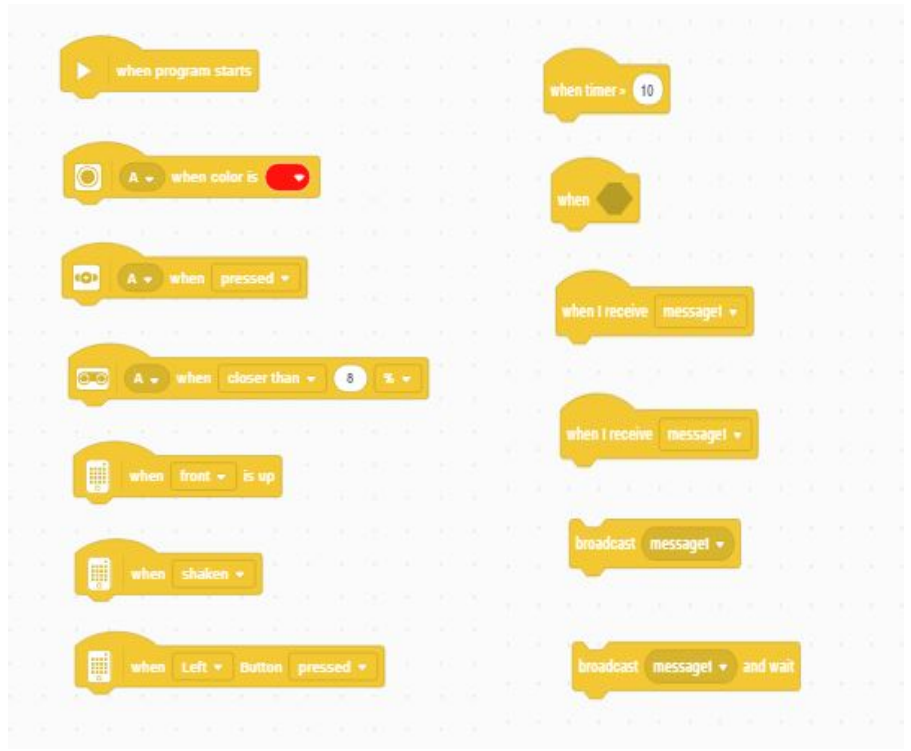 when program starts
A when color is
A when pressed
A when closer than 8 %
when front is up
when shaken
when Left Button pressed
when timer > 10
when
when I receive message1
when I receive message1
broadcast message1
broadcast message1 and wait